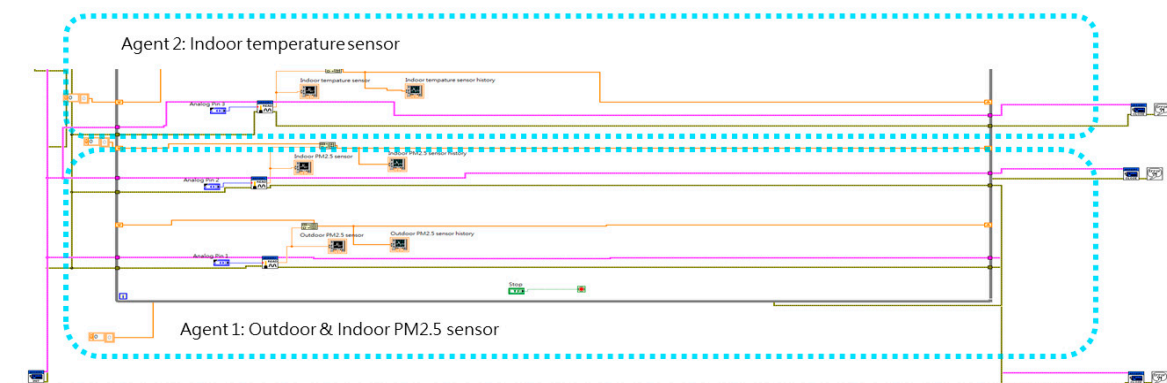 Agent 2: Indoor temperature sensor
Indoor tempature sensor
Indoor tempature sensor history
Analog Pin 3
Indoor PM2.5 sensor
Indoor PM2.5 sensor history
Analog Pin 2
Outdoor PM2.5 sensor
Outdoor PM2.5 sensor history
Analog Pin 1
Stop
Agent 1: Outdoor & Indoor PM2.5 sensor